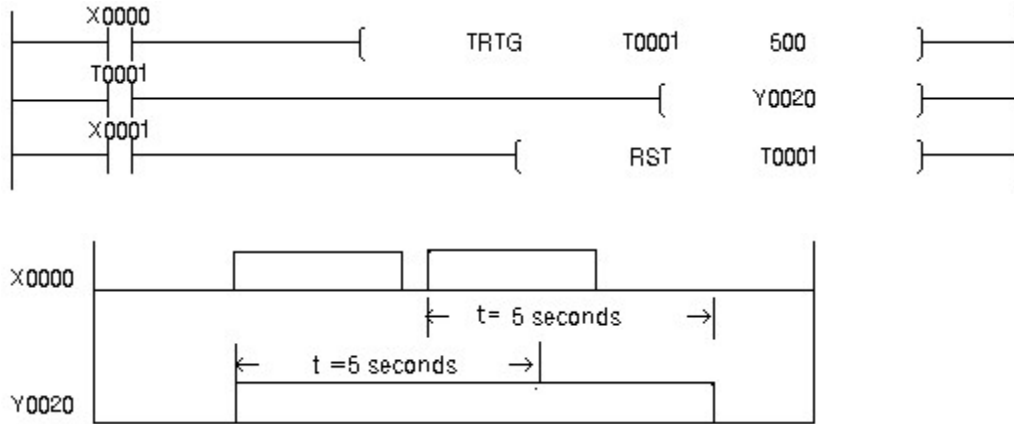 X0000
TRTG T0001 500
T0001
Y0020
X0001
RST T0001
X0000
t= 5 seconds
t =5 seconds
Y0020